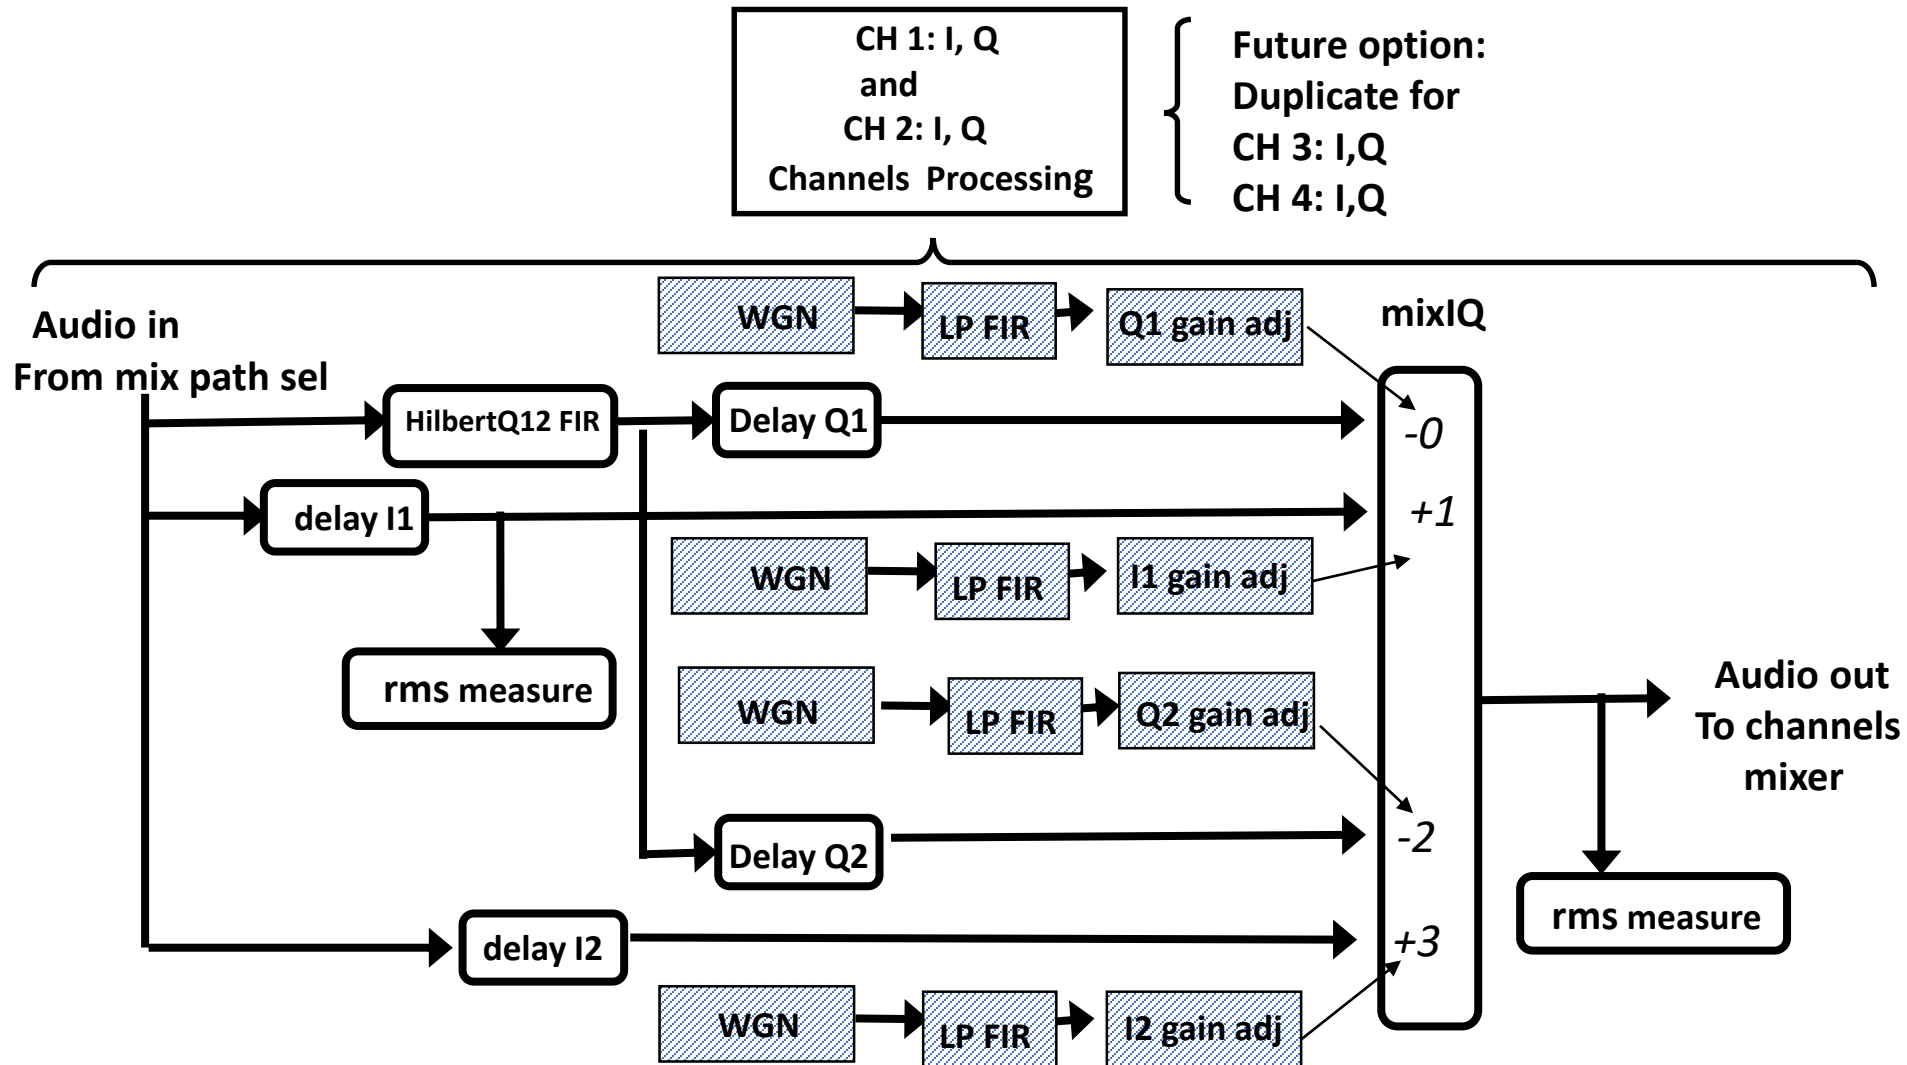 CH 1: I, Q
and
CH 2: I, Q
Channels Processing
Future option:
Duplicate for
CH 3: I,Q
CH 4: I,Q
Audio in
From mix path sel
WGN
LP FIR
Q1 gain adj
mixIQ
HilbertQ12 FIR
Delay Q1
-0
delay I1
+1
WGN
LP FIR
I1 gain adj
rms measure
WGN
LP FIR
Q2 gain adj
Audio out
To channels
mixer
Delay Q2
-2
delay I2
+3
rms measure
WGN
LP FIR
I2 gain adj